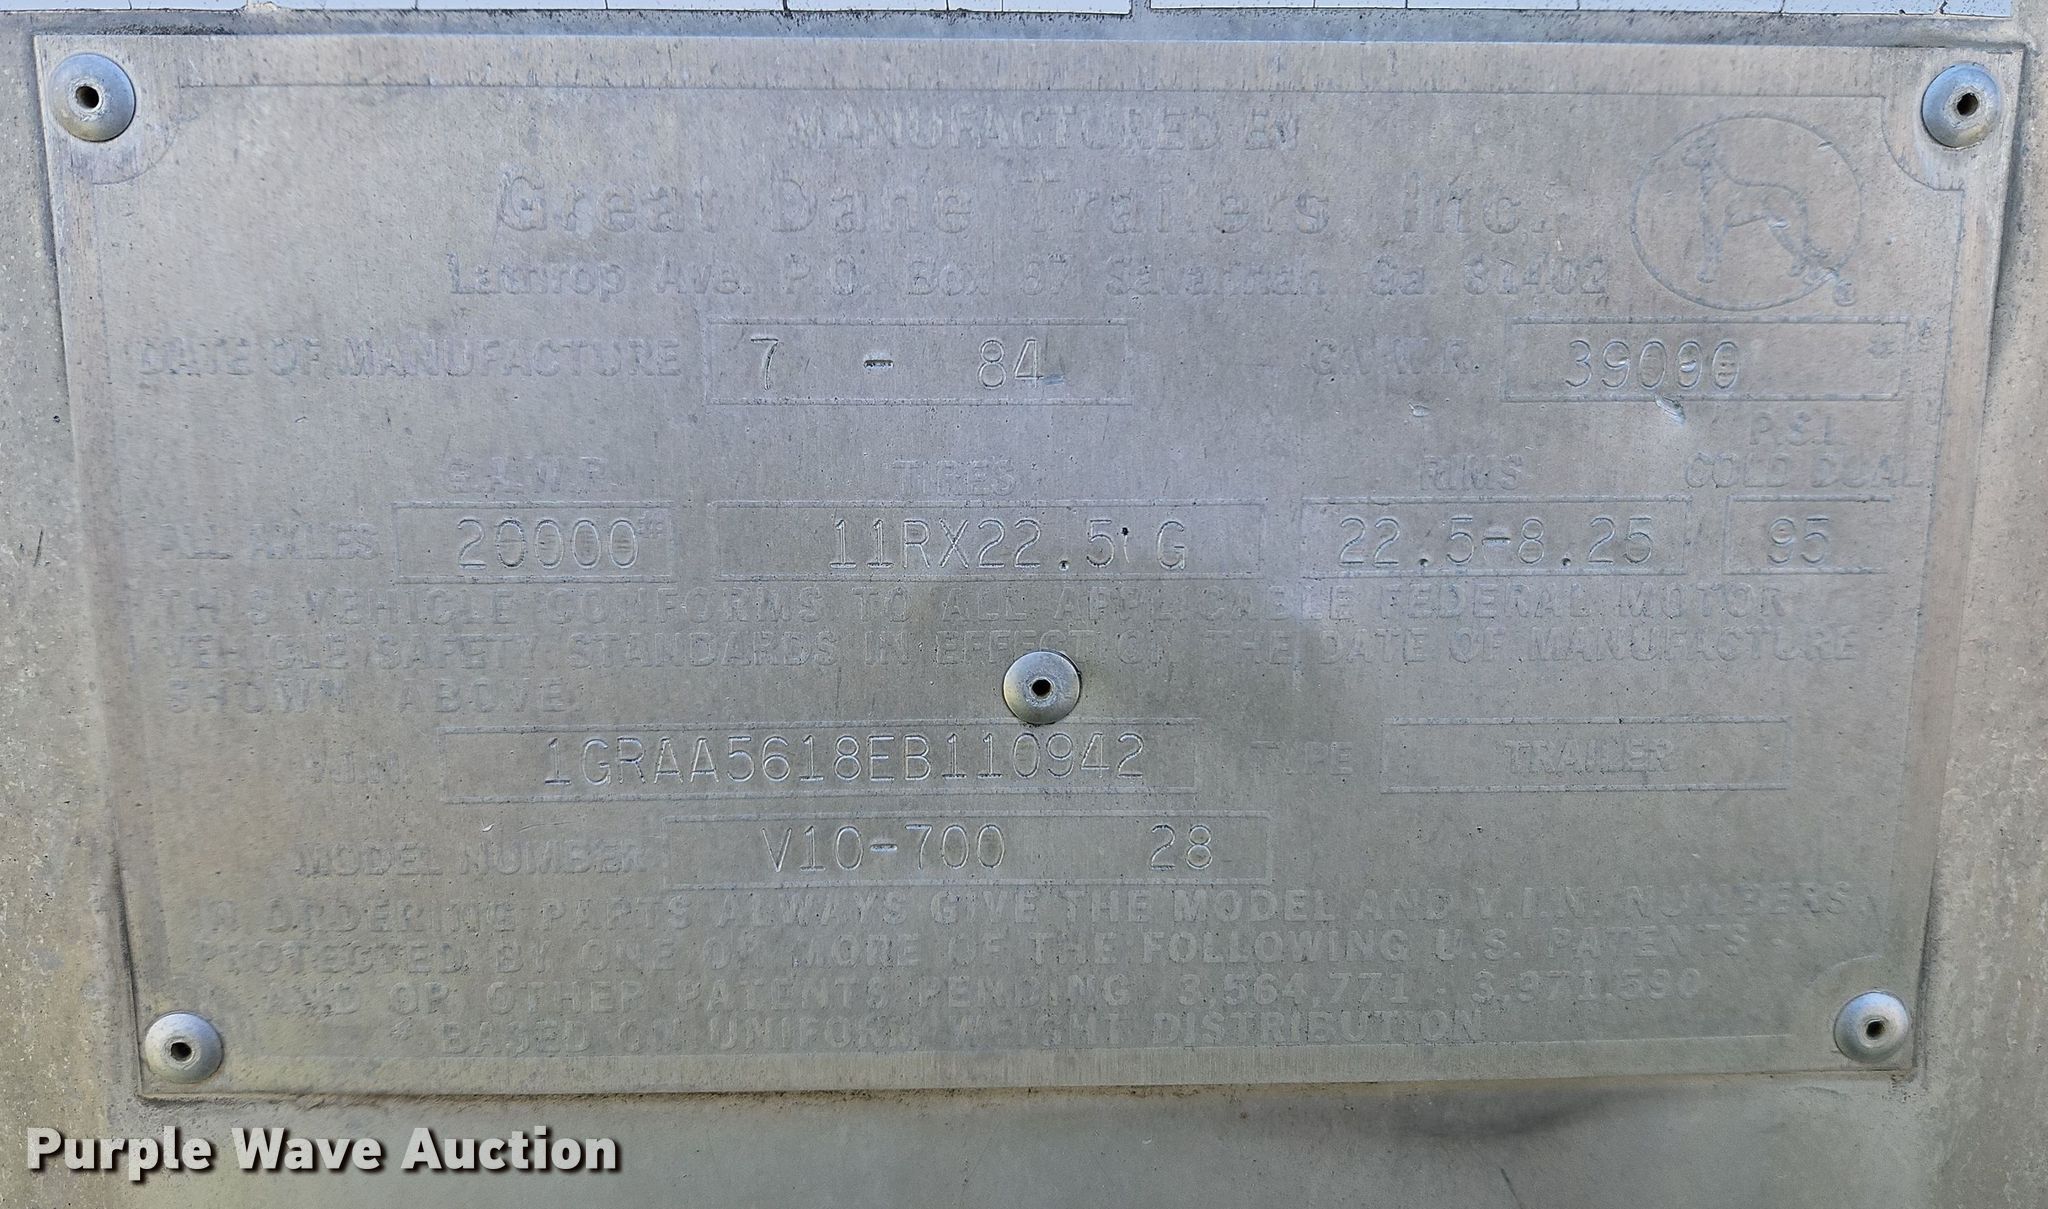 MANUFACTURED BY
Great Dane Trailers, Inc.
Lathrop Ave. P.O. Box 67 Savannah, Ga. 31402
DATE OF MANUFACTURE 7 - 84 G.V.W.R. 39000 *
P.S.I.
G.A.W.R. TIRES RIMS COLD DUAL
ALL AXLES 20000* 11RX22.5 G 22.5-8.25 95
THIS VEHICLE CONFORMS TO ALL APPLICABLE FEDERAL MOTOR
VEHICLE SAFETY STANDARDS IN EFFECT ON THE DATE OF MANUFACTURE
SHOWN ABOVE.
V.I.N. 1GRAA5618EB110942 TYPE TRAILER
MODEL NUMBER V10-700 28
IN ORDERING PARTS ALWAYS GIVE THE MODEL AND V.I.N. NUMBERS
PROTECTED BY ONE OR MORE OF THE FOLLOWING U.S. PATENTS -
AND OR OTHER PATENTS PENDING 3,564,771 - 3,971,590
* BASED ON UNIFORM WEIGHT DISTRIBUTION
Purple Wave Auction